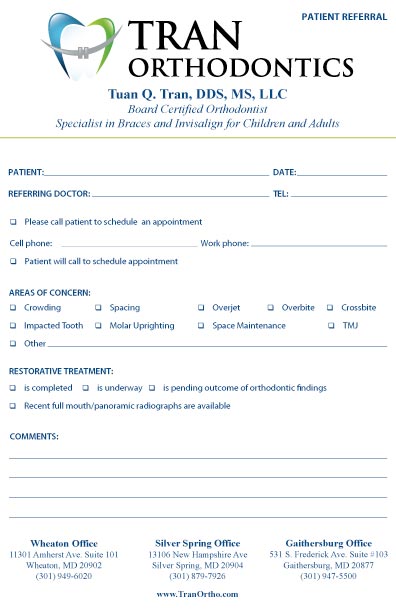 PATIENT REFERRAL
TRAN
ORTHODONTICS
Tuan Q. Tran, DDS, MS, LLC
Board Certified Orthodontist
Specialist in Braces and Invisalign for Children and Adults
PATIENT: DATE:
REFERRING DOCTOR: TEL:
Please call patient to schedule an appointment
Cell phone: Work phone:
Patient will call to schedule appointment
AREAS OF CONCERN:
Crowding Spacing Overjet Overbite Crossbite
Impacted Tooth Molar Uprighting Space Maintenance TMJ
Other
RESTORATIVE TREATMENT:
is completed is underway is pending outcome of orthodontic findings
Recent full mouth/panoramic radiographs are available
COMMENTS:
Wheaton Office Silver Spring Office Gaithersburg Office
11301 Amherst Ave. Suite 101 13106 New Hampshire Ave 531 S. Frederick Ave. Suite #103
Wheaton, MD 20902 Silver Spring, MD 20904 Gaithersburg, MD 20877
(301) 949-6020 (301) 879-7926 (301) 947-5500
www.TranOrtho.com